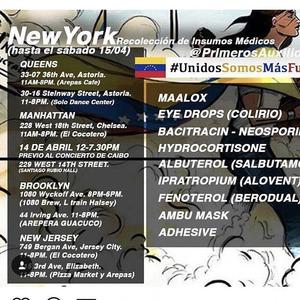 NewYork
Recolección de Insumos Médicos
(hasta el sábado 15/04)
@PrimerosAuxilio
#UnidosSomosMásFu
QUEENS
33-07 36th Ave, Astoria.
11AM-8PM. (Arepas Cafe)
30-16 Steinway Street, Astoria.
11-8PM. (Solo Dance Center)
MANHATTAN
228 West 18th Street, Chelsea.
11AM-8PM. (El Cocotero)
14 DE ABRIL 12-7.30PM
PREVIO AL CONCIERTO DE CAIBO
229 WEST 14TH STREET.
(SANTIAGO RUBIO HALL)
BROOKLYN
1080 Wyckoff Ave. 8PM-6PM.
(1080 Brew, L train Halsey)
44 Irving Ave. 11-8PM.
(AREPERA GUACUCO)
NEW JERSEY
749 Bergan Ave, Jersey City.
11-8PM. (El Cocotero)
3rd Ave, Elizabeth.
11-8PM. (Pizza Market y Arepas)
MAALOX
EYE DROPS (COLIRIO)
BACITRACIN - NEOSPORI
HYDROCORTISONE
ALBUTEROL (SALBUTAMO
IPRATROPIUM (ALOVENT)
FENOTEROL (BERODUAL)
AMBU MASK
ADHESIVE